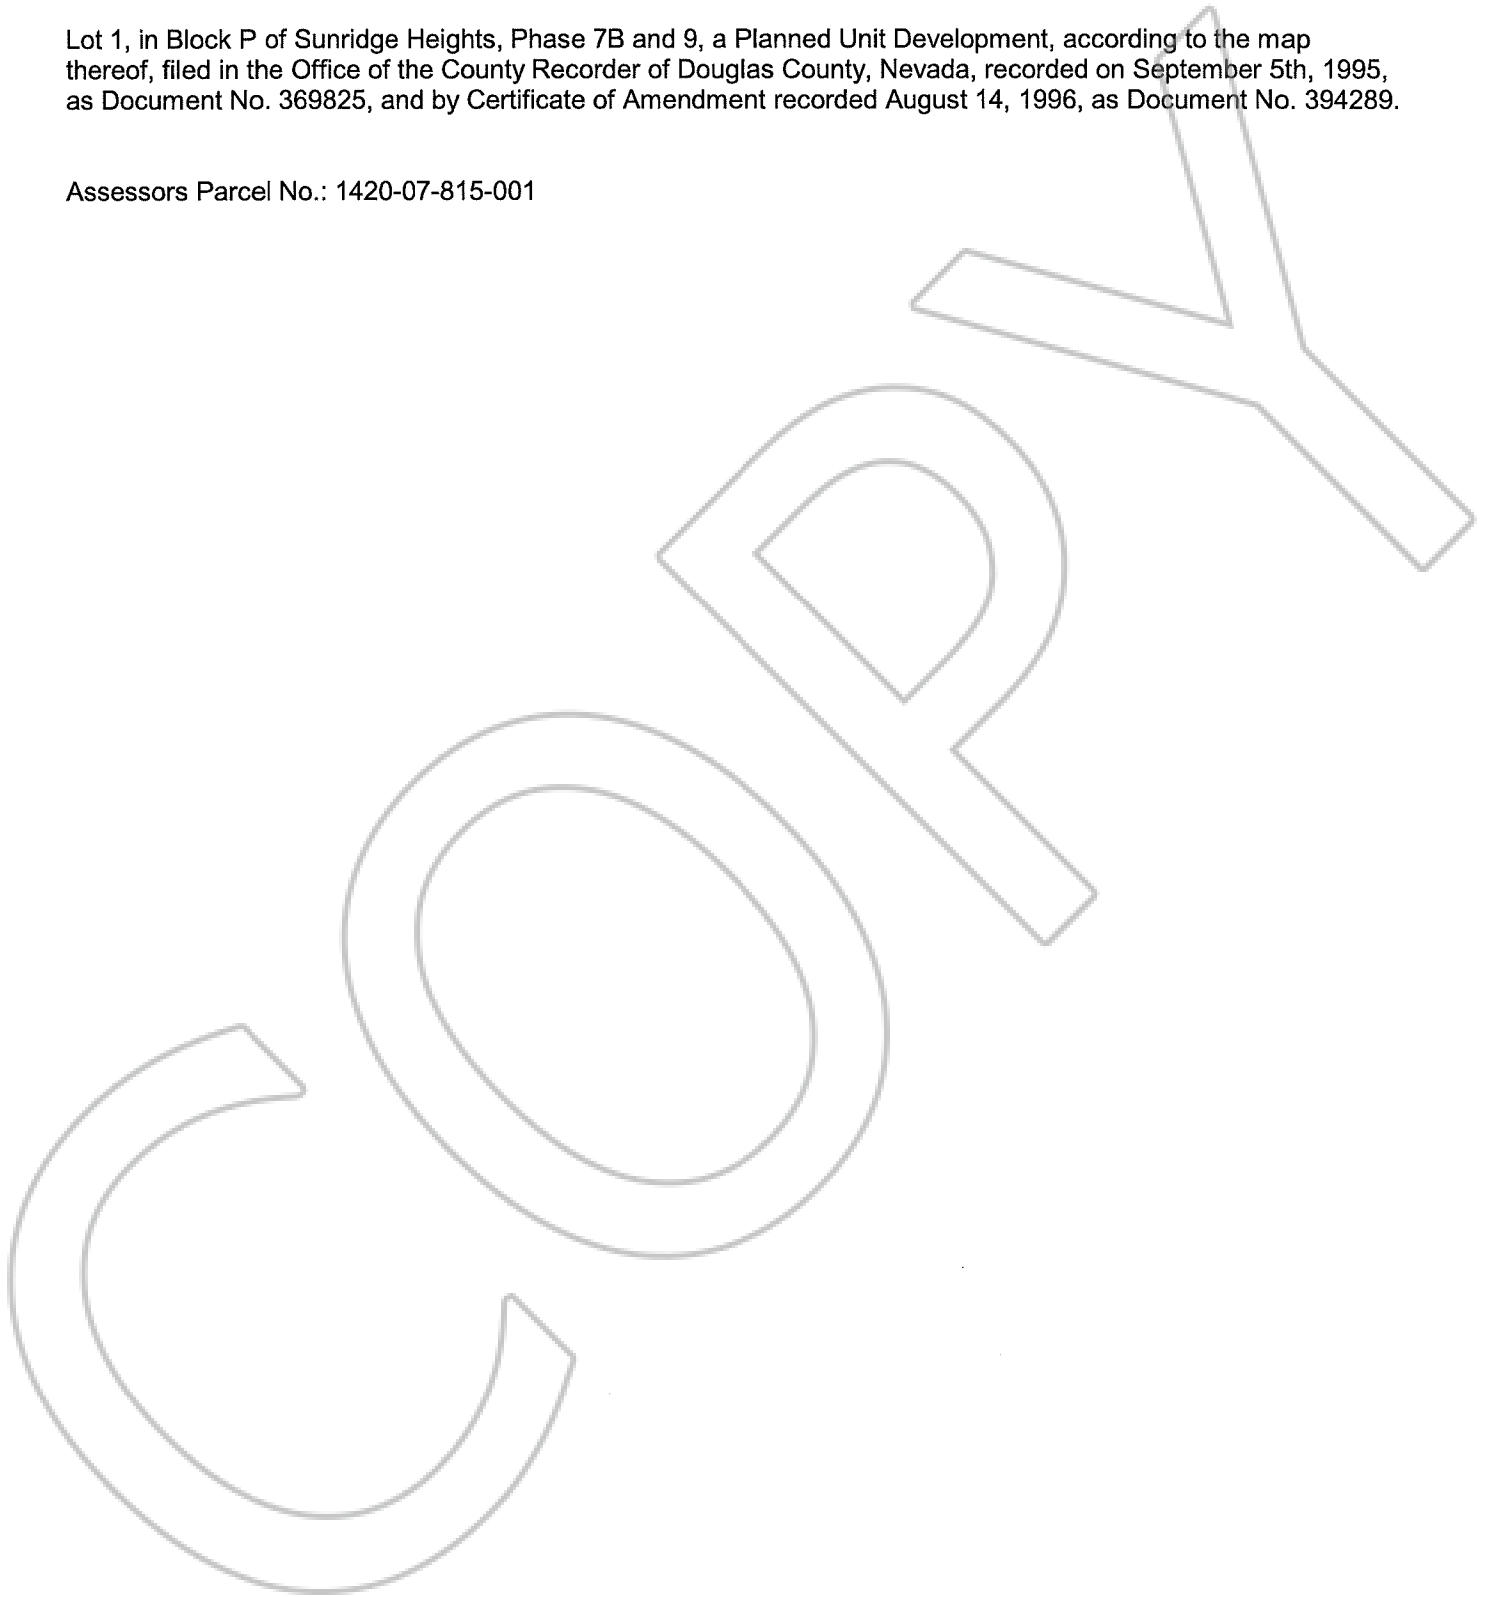 Lot 1, in Block P of Sunridge Heights, Phase 7B and 9, a Planned Unit Development, according to the map
thereof, filed in the Office of the County Recorder of Douglas County, Nevada, recorded on September 5th, 1995,
as Document No. 369825, and by Certificate of Amendment recorded August 14, 1996, as Document No. 394289.
Assessors Parcel No.: 1420-07-815-001
COPY